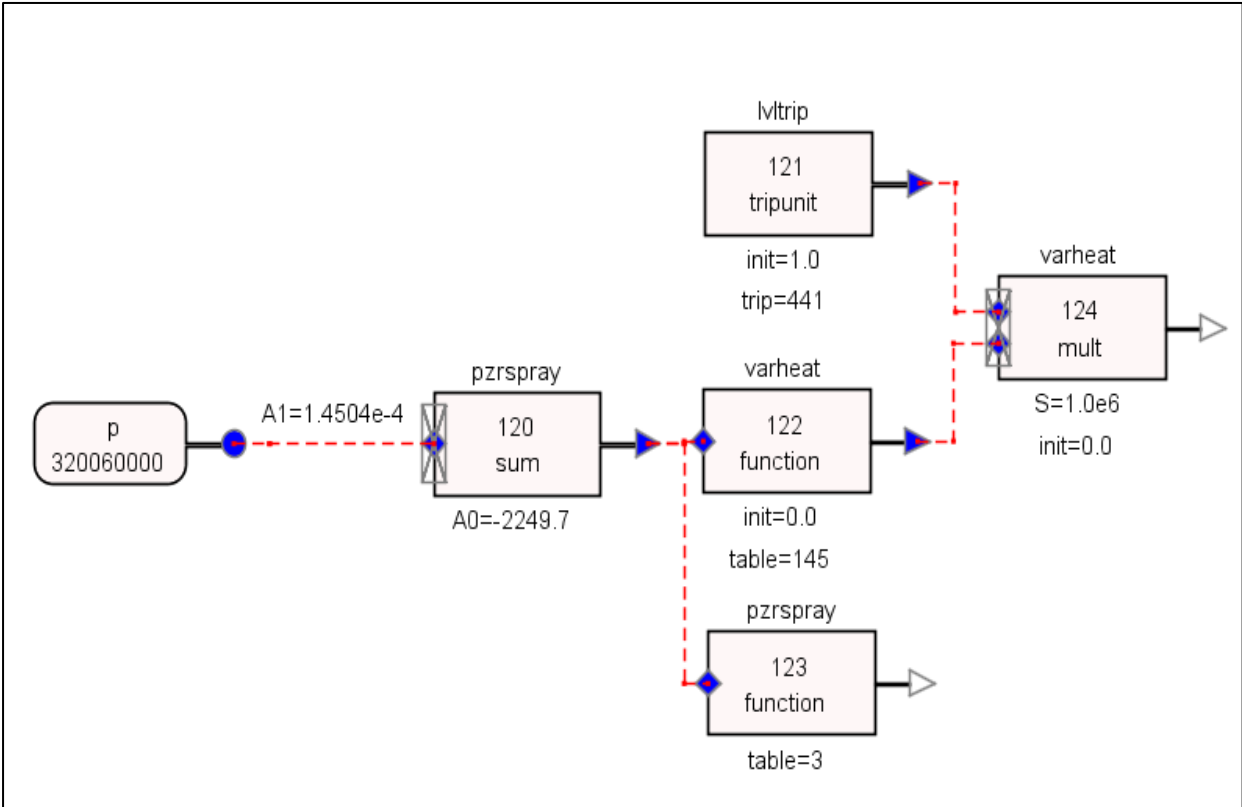 lvltrip
121
tripunit
init=1.0
trip=441
varheat
124
mult
S=1.0e6
init=0.0
p
320060000
A1=1.4504e-4
pzrspray
120
sum
A0=-2249.7
varheat
122
function
init=0.0
table=145
pzrspray
123
function
table=3